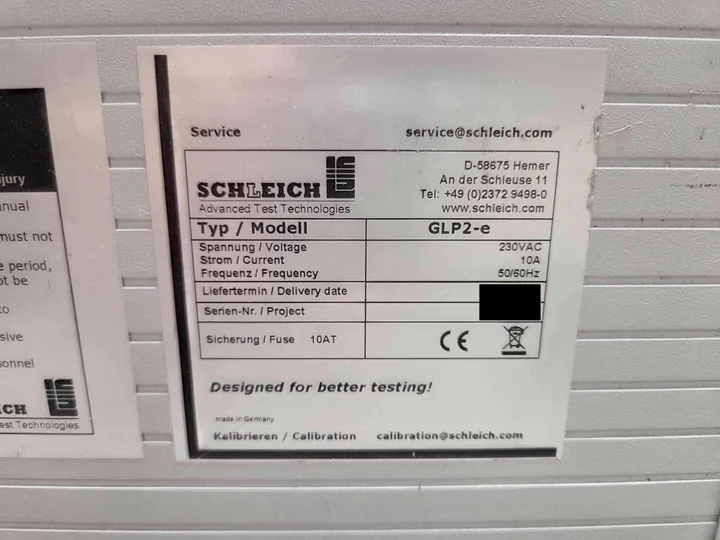 jury
anual
must not
e period,
ot be
to
sive
sonnel
ICH
est Technologies
Service service@schleich.com
SCHLEICH
Advanced Test Technologies
D-58675 Hemer
An der Schleuse 11
Tel: +49 (0)2372 9498-0
www.schleich.com
Typ / Modell GLP2-e
Spannung / Voltage 230VAC
Strom / Current 10A
Frequenz / Frequency 50/60Hz
Liefertermin / Delivery date
Serien-Nr. / Project
Sicherung / Fuse 10AT CE
Designed for better testing!
made in Germany
Kalibrieren / Calibration calibration@schleich.com